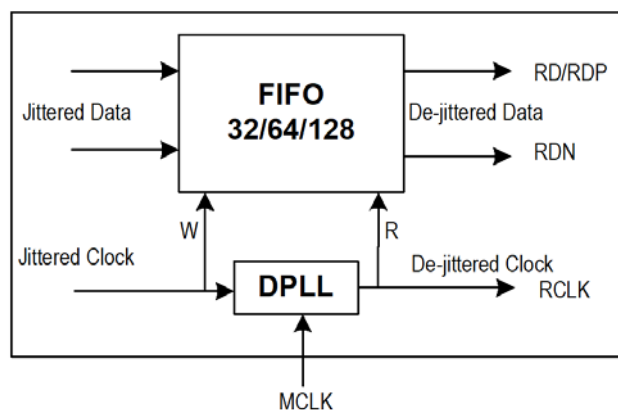 FIFO
32/64/128
Jittered Data
De-jittered Data
RD/RDP
RDN
W
R
Jittered Clock
De-jittered Clock
DPLL
RCLK
MCLK